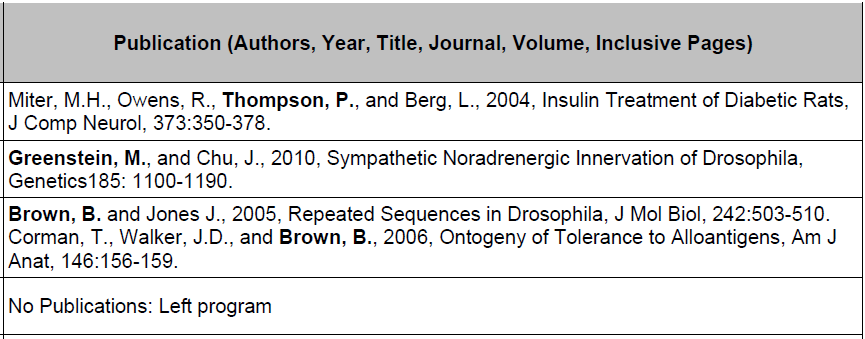 Publication (Authors, Year, Title, Journal, Volume, Inclusive Pages)
Miter, M.H., Owens, R., Thompson, P., and Berg, L., 2004, Insulin Treatment of Diabetic Rats,
J Comp Neurol, 373:350-378.
Greenstein, M., and Chu, J., 2010, Sympathetic Noradrenergic Innervation of Drosophila,
Genetics185: 1100-1190.
Brown, B. and Jones J., 2005, Repeated Sequences in Drosophila, J Mol Biol, 242:503-510.
Corman, T., Walker, J.D., and Brown, B., 2006, Ontogeny of Tolerance to Alloantigens, Am J
Anat, 146:156-159.
No Publications: Left program